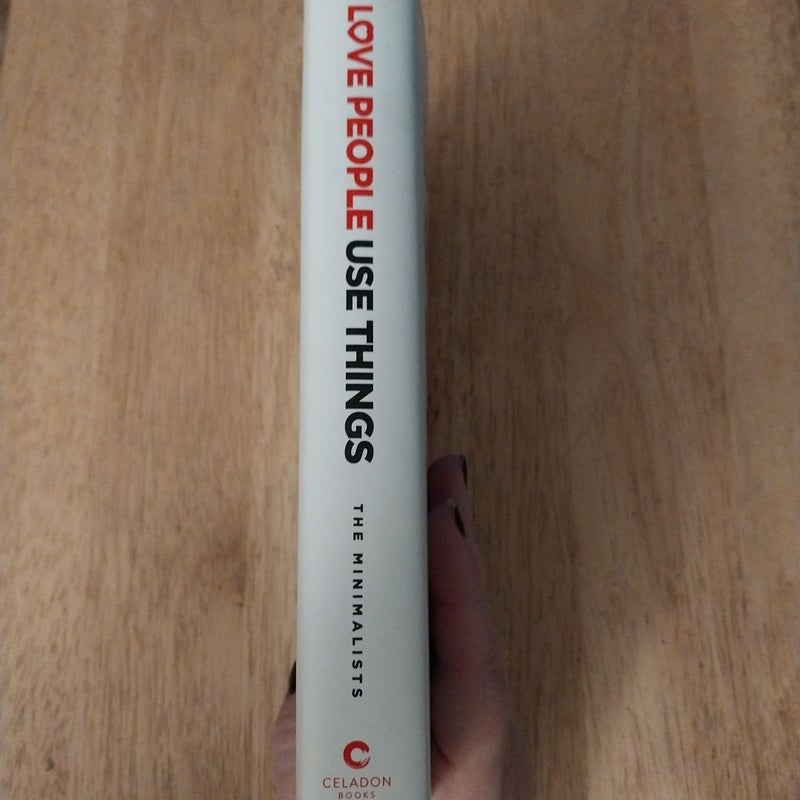 LOVE PEOPLE USE THINGS
THE MINIMALISTS
CELADON
BOOKS